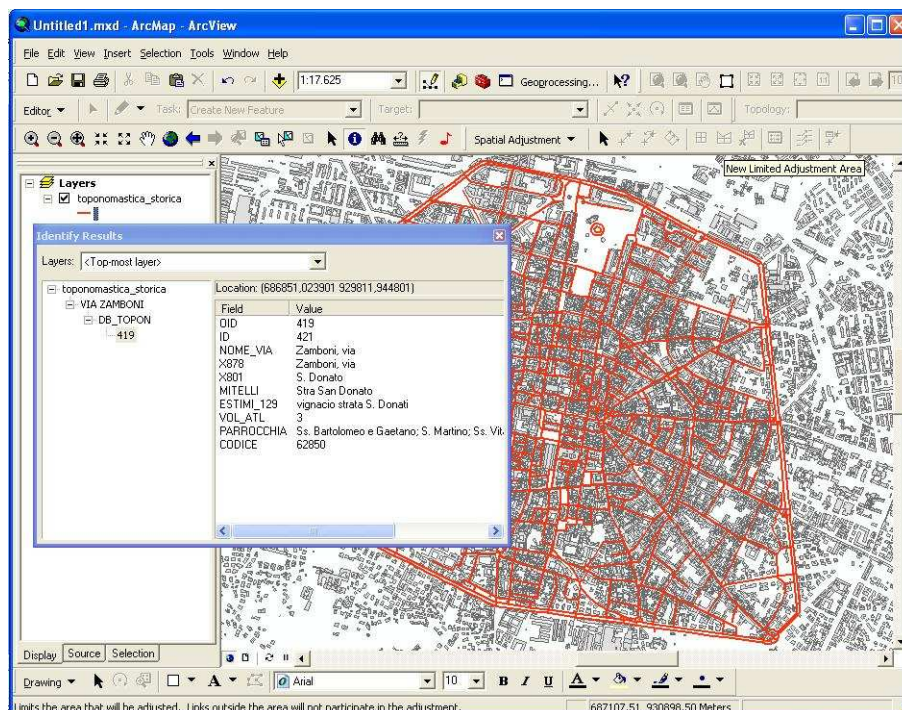 Untitled1.mxd - ArcMap - ArcView
File Edit View Insert Selection Tools Window Help
1:17.625 Geoprocessing...
Editor Task: Create New Feature Target: Topology:
Spatial Adjustment
New Limited Adjustment Area
Layers
toponomastica_storica
Identify Results
Layers: <Top-most layer>
toponomastica_storica
VIA ZAMBONI
DB_TOPON
419
Location: (686851,023901 929811,944801)
Field Value
OID 419
ID 421
NOME_VIA Zamboni, via
X878 Zamboni, via
X801 S. Donato
MITELLI Stra San Donato
ESTIMI_129 vignacio strata S. Donati
VOL_ATL 3
PARROCCHIA Ss. Bartolomeo e Gaetano; S. Martino; Ss. Vit
CODICE 62850
Display Source Selection
Drawing A Arial 10 B I U A
Limits the area that will be adjusted. Links outside the area will not participate in the adjustment. 687107,51 930898,50 Meters